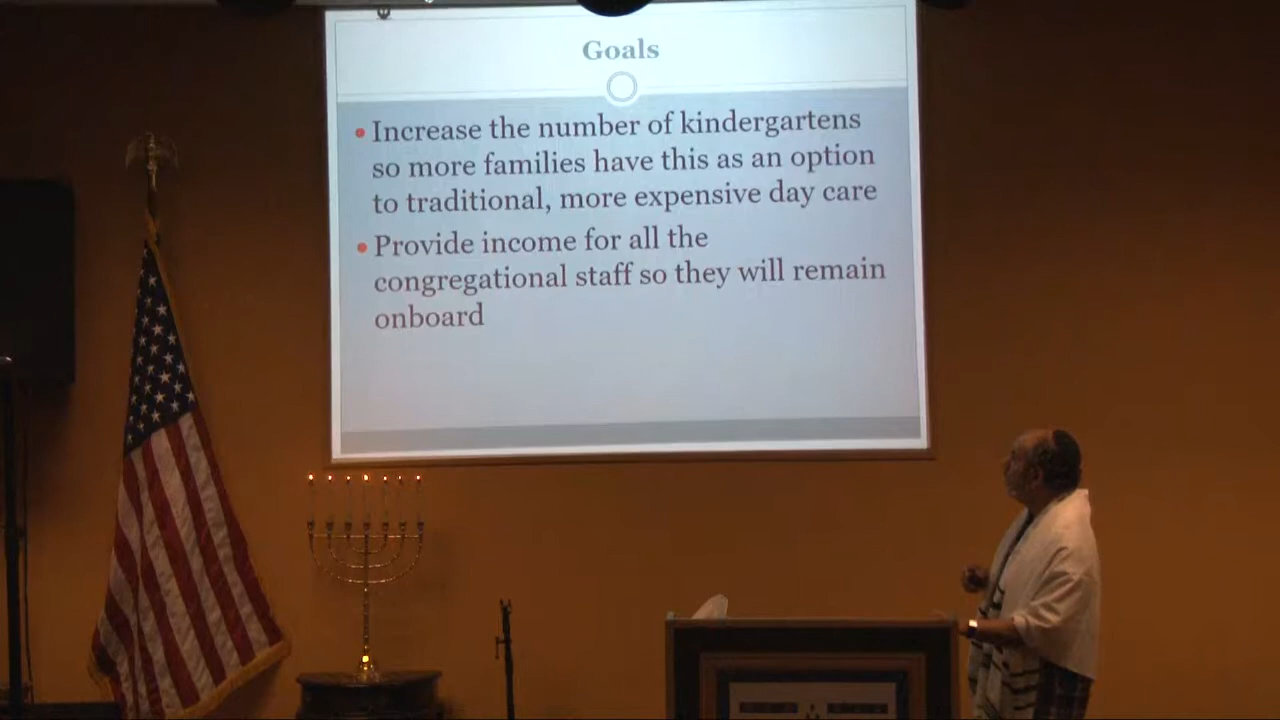 Goals
Increase the number of kindergartens
so more families have this as an option
to traditional, more expensive day care
Provide income for all the
congregational staff so they will remain
onboard